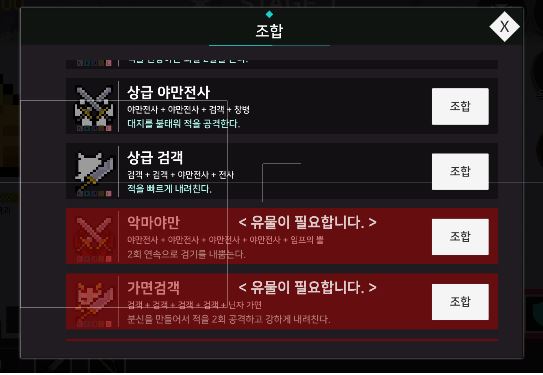 조합
X
상급 야만전사
야만전사 + 야만전사 + 검객 + 창병
대지를 불태워 적을 공격한다.
조합
상급 검객
검객 + 검객 + 야만전사 + 전사
적을 빠르게 내려친다.
조합
악마야만 < 유물이 필요합니다. >
야만전사 + 야만전사 + 야만전사 + 야만전사 + 임프의 뿔
2회 연속으로 검기를 내뿜는다.
조합
가면검객 < 유물이 필요합니다. >
검객 + 검객 + 검객 + 검객 + 닌자 가면
분신을 만들어서 적을 2회 공격하고 강하게 내려친다.
조합